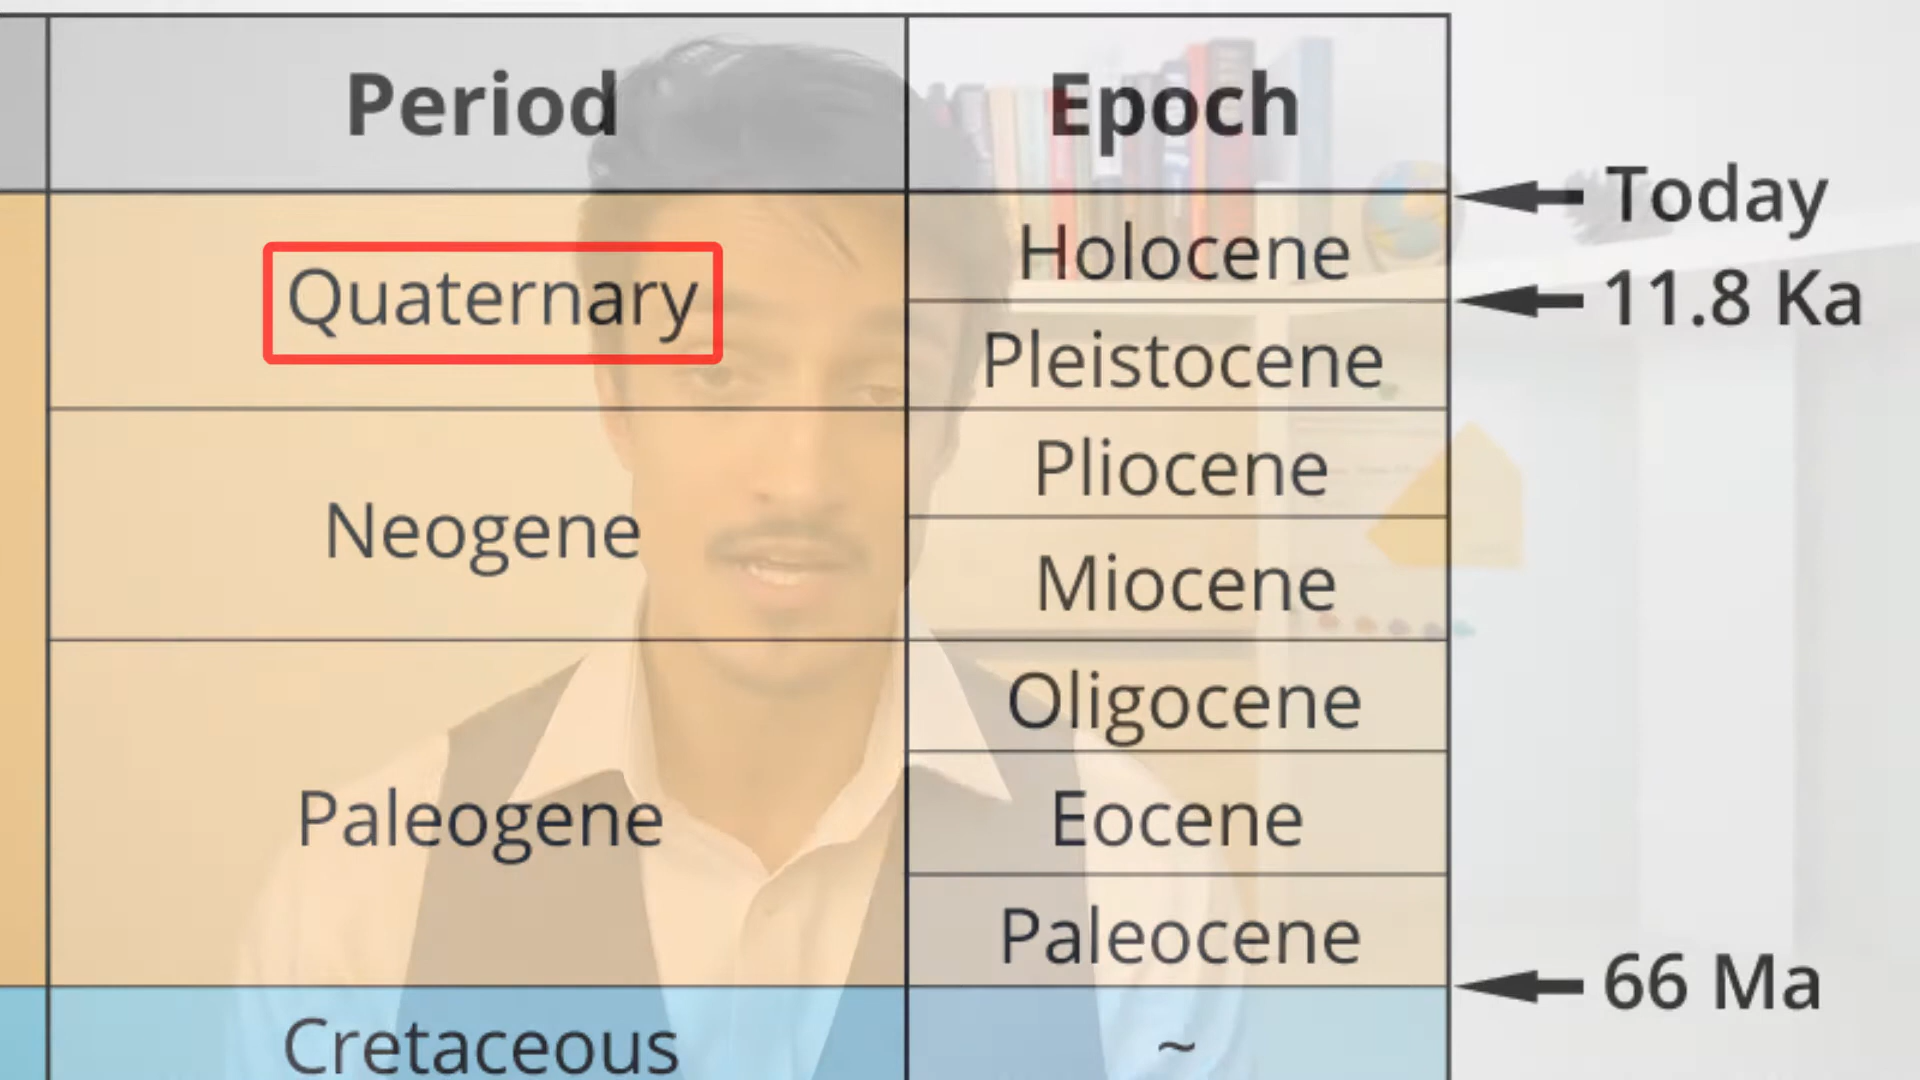 Period Epoch
Today
Holocene
Quaternary
11.8 Ka
Pleistocene
Pliocene
Neogene
Miocene
Oligocene
Paleogene
Eocene
Paleocene
66 Ma
Cretaceous ~